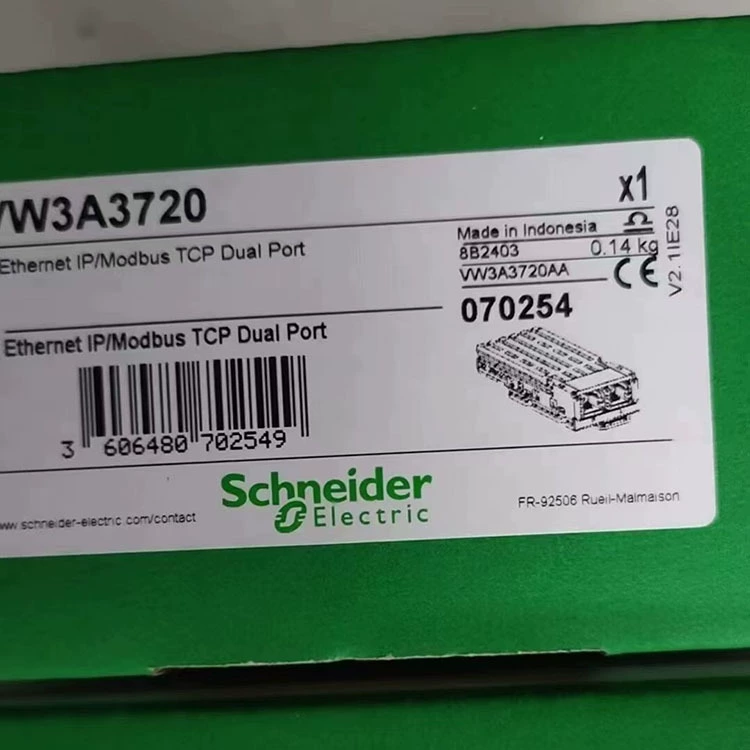 VW3A3720
x1
Ethernet IP/Modbus TCP Dual Port
Made in Indonesia
8B2403 0.14 kg
VW3A3720AA
CE
V2.1IE28
070254
Ethernet IP/Modbus TCP Dual Port
3 606480 702549
www.schneider-electric.com/contact
Schneider
Electric
FR-92506 Rueil-Malmaison